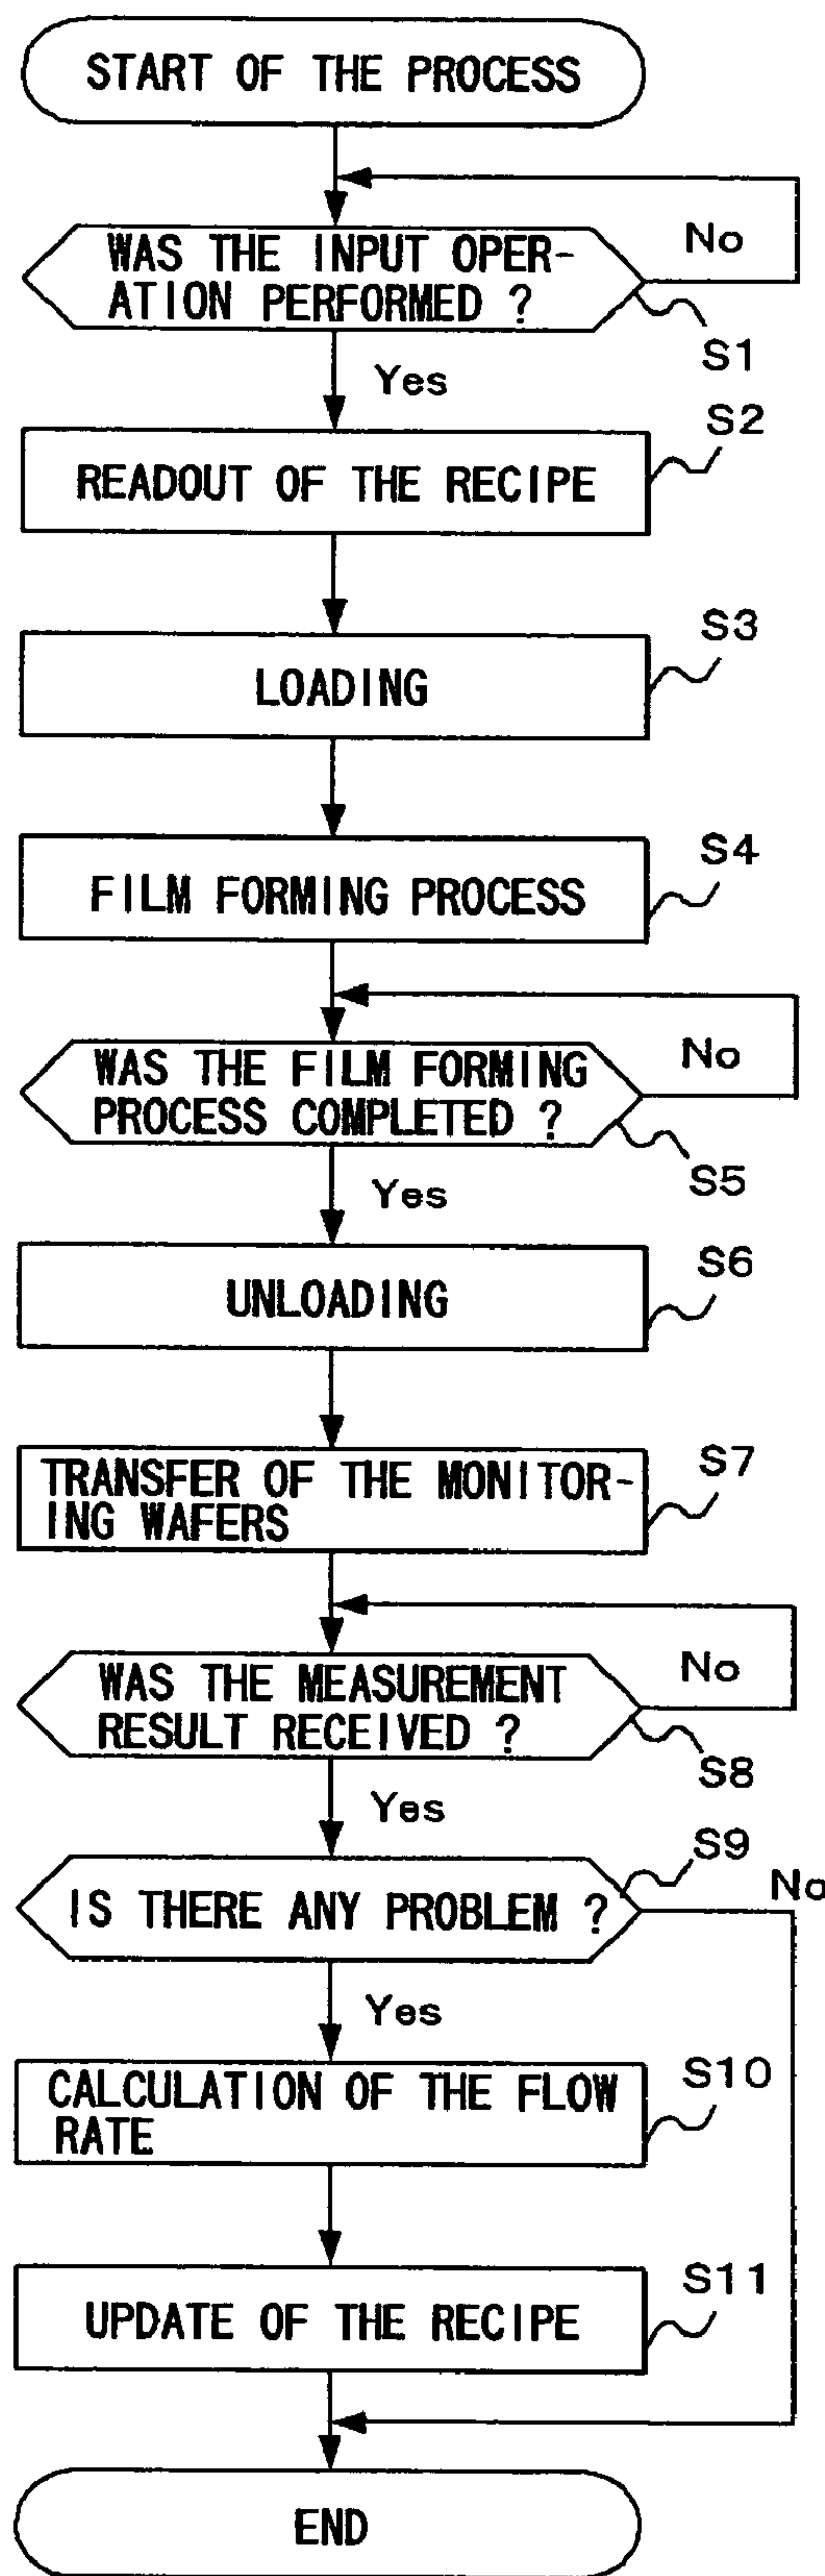 START OF THE PROCESS
No
WAS THE INPUT OPER-
ATION PERFORMED ?
S1
Yes
S2
READOUT OF THE RECIPE
S3
LOADING
S4
FILM FORMING PROCESS
No
WAS THE FILM FORMING
PROCESS COMPLETED ?
S5
Yes
S6
UNLOADING
S7
TRANSFER OF THE MONITOR-
ING WAFERS
No
WAS THE MEASUREMENT
RESULT RECEIVED ?
S8
Yes
S9
No
IS THERE ANY PROBLEM ?
Yes
S10
CALCULATION OF THE FLOW
RATE
S11
UPDATE OF THE RECIPE
END